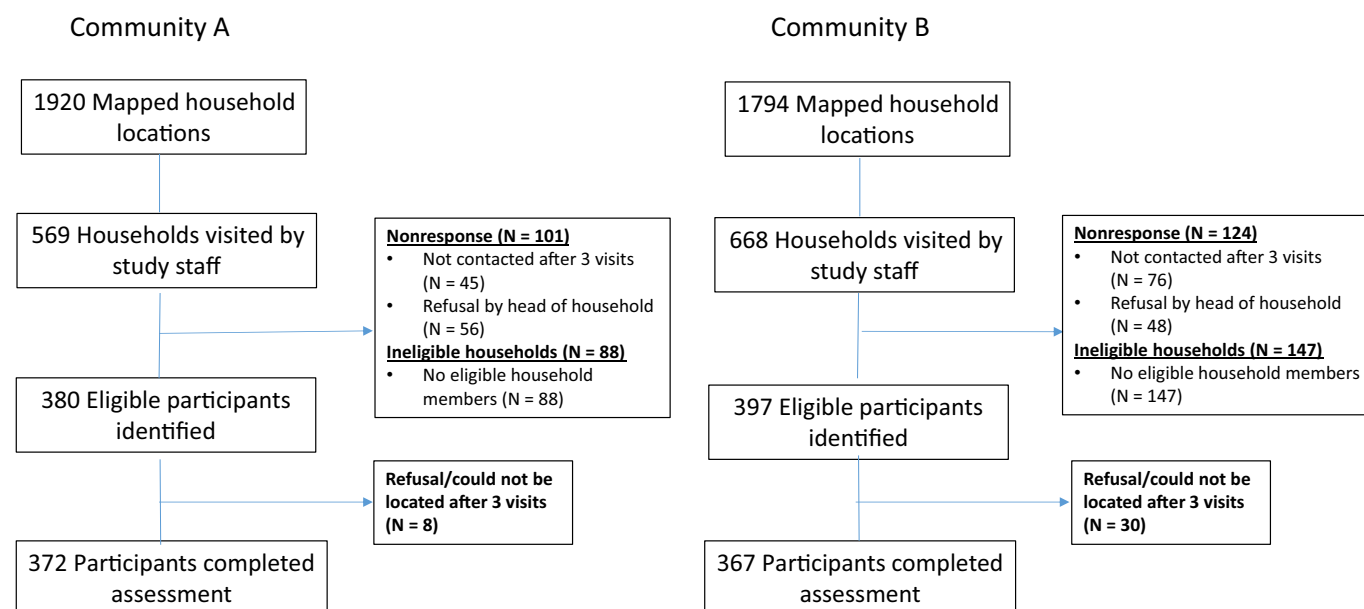 Community A
1920 Mapped household
locations
569 Households visited by
study staff
Nonresponse (N = 101)
• Not contacted after 3 visits
(N = 45)
• Refusal by head of household
(N = 56)
Ineligible households (N = 88)
• No eligible household
members (N = 88)
380 Eligible participants
identified
Refusal/could not be
located after 3 visits
(N = 8)
372 Participants completed
assessment
Community B
1794 Mapped household
locations
668 Households visited by
study staff
Nonresponse (N = 124)
• Not contacted after 3 visits
(N = 76)
• Refusal by head of household
(N = 48)
Ineligible households (N = 147)
• No eligible household members
(N = 147)
397 Eligible participants
identified
Refusal/could not be
located after 3 visits
(N = 30)
367 Participants completed
assessment